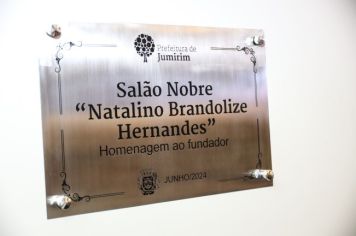 Prefeitura de
Jumirim
Salão Nobre
“Natalino Brandolize
Hernandes”
Homenagem ao fundador
JUNHO/2024